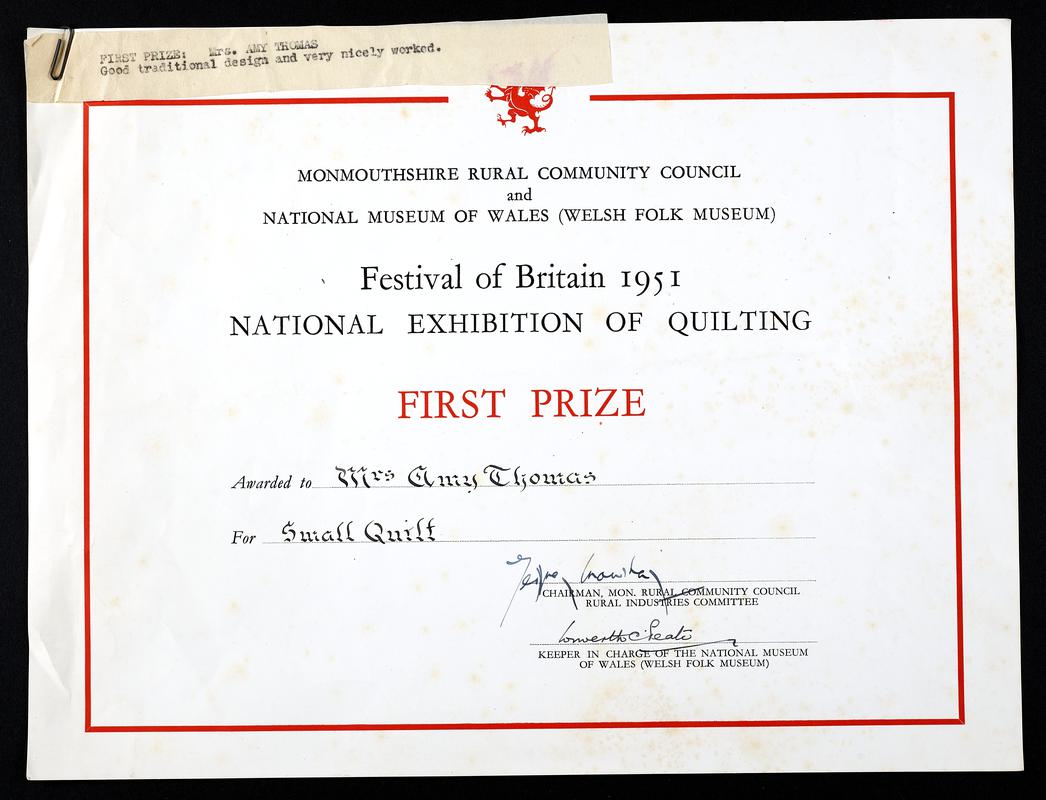 FIRST PRIZE: Mrs. AMY THOMAS
Good traditional design and very nicely worked.
MONMOUTHSHIRE RURAL COMMUNITY COUNCIL
and
NATIONAL MUSEUM OF WALES (WELSH FOLK MUSEUM)
Festival of Britain 1951
NATIONAL EXHIBITION OF QUILTING
FIRST PRIZE
Awarded to Mrs Amy Thomas
For Small Quilt
CHAIRMAN, MON. RURAL COMMUNITY COUNCIL
RURAL INDUSTRIES COMMITTEE
Iorwerth C Peate
KEEPER IN CHARGE OF THE NATIONAL MUSEUM
OF WALES (WELSH FOLK MUSEUM)